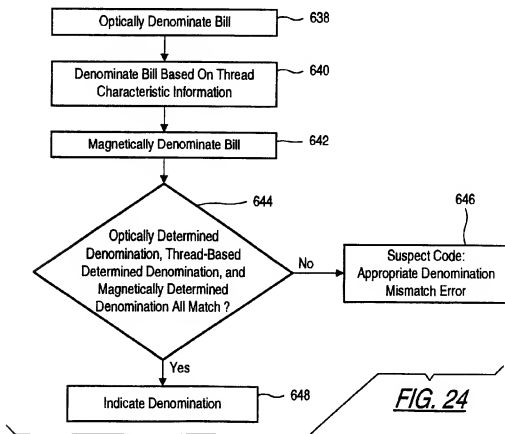 Optically Denominate Bill
638
Denominate Bill Based On Thread
Characteristic Information
640
Magnetically Denominate Bill
642
644
Optically Determined
Denomination, Thread-Based
Determined Denomination, and
Magnetically Determined
Denomination All Match ?
No
646
Suspect Code:
Appropriate Denomination
Mismatch Error
Yes
Indicate Denomination
648
FIG. 24